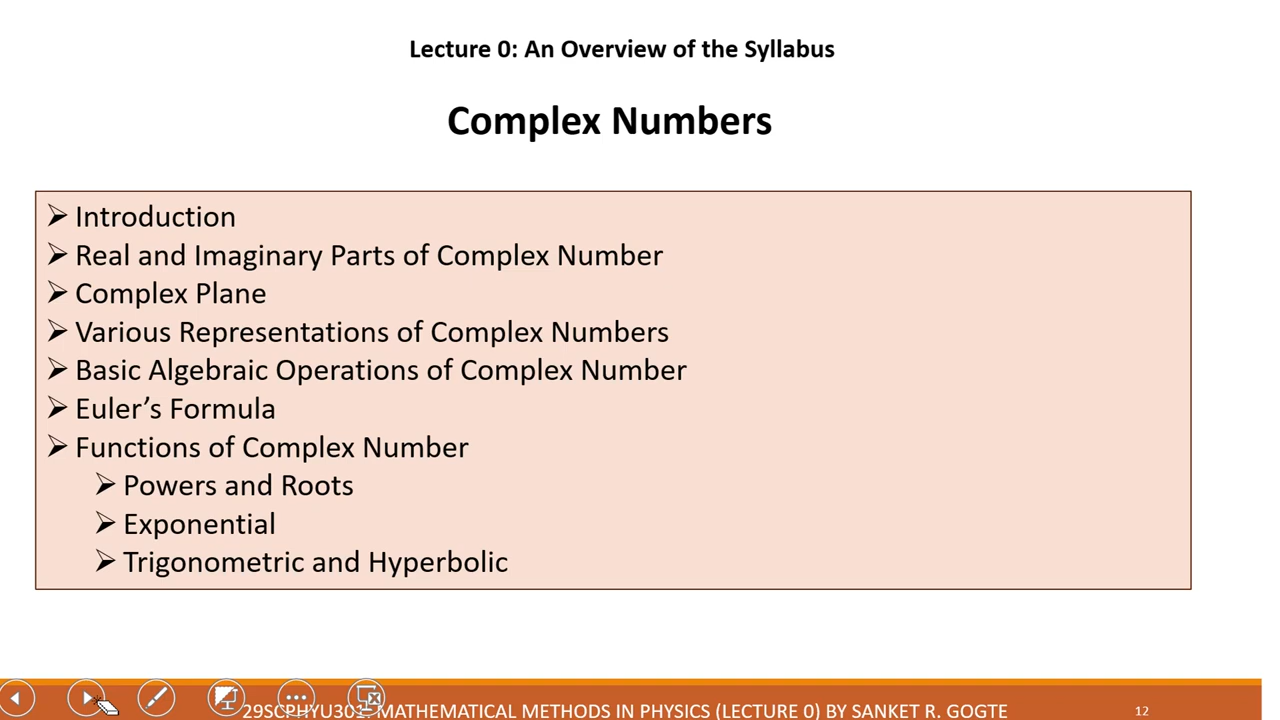 Lecture 0: An Overview of the Syllabus
Complex Numbers
Introduction
Real and Imaginary Parts of Complex Number
Complex Plane
Various Representations of Complex Numbers
Basic Algebraic Operations of Complex Number
Euler’s Formula
Functions of Complex Number
Powers and Roots
Exponential
Trigonometric and Hyperbolic
29SCPHYU301: MATHEMATICAL METHODS IN PHYSICS (LECTURE 0) BY SANKET R. GOGTE
12